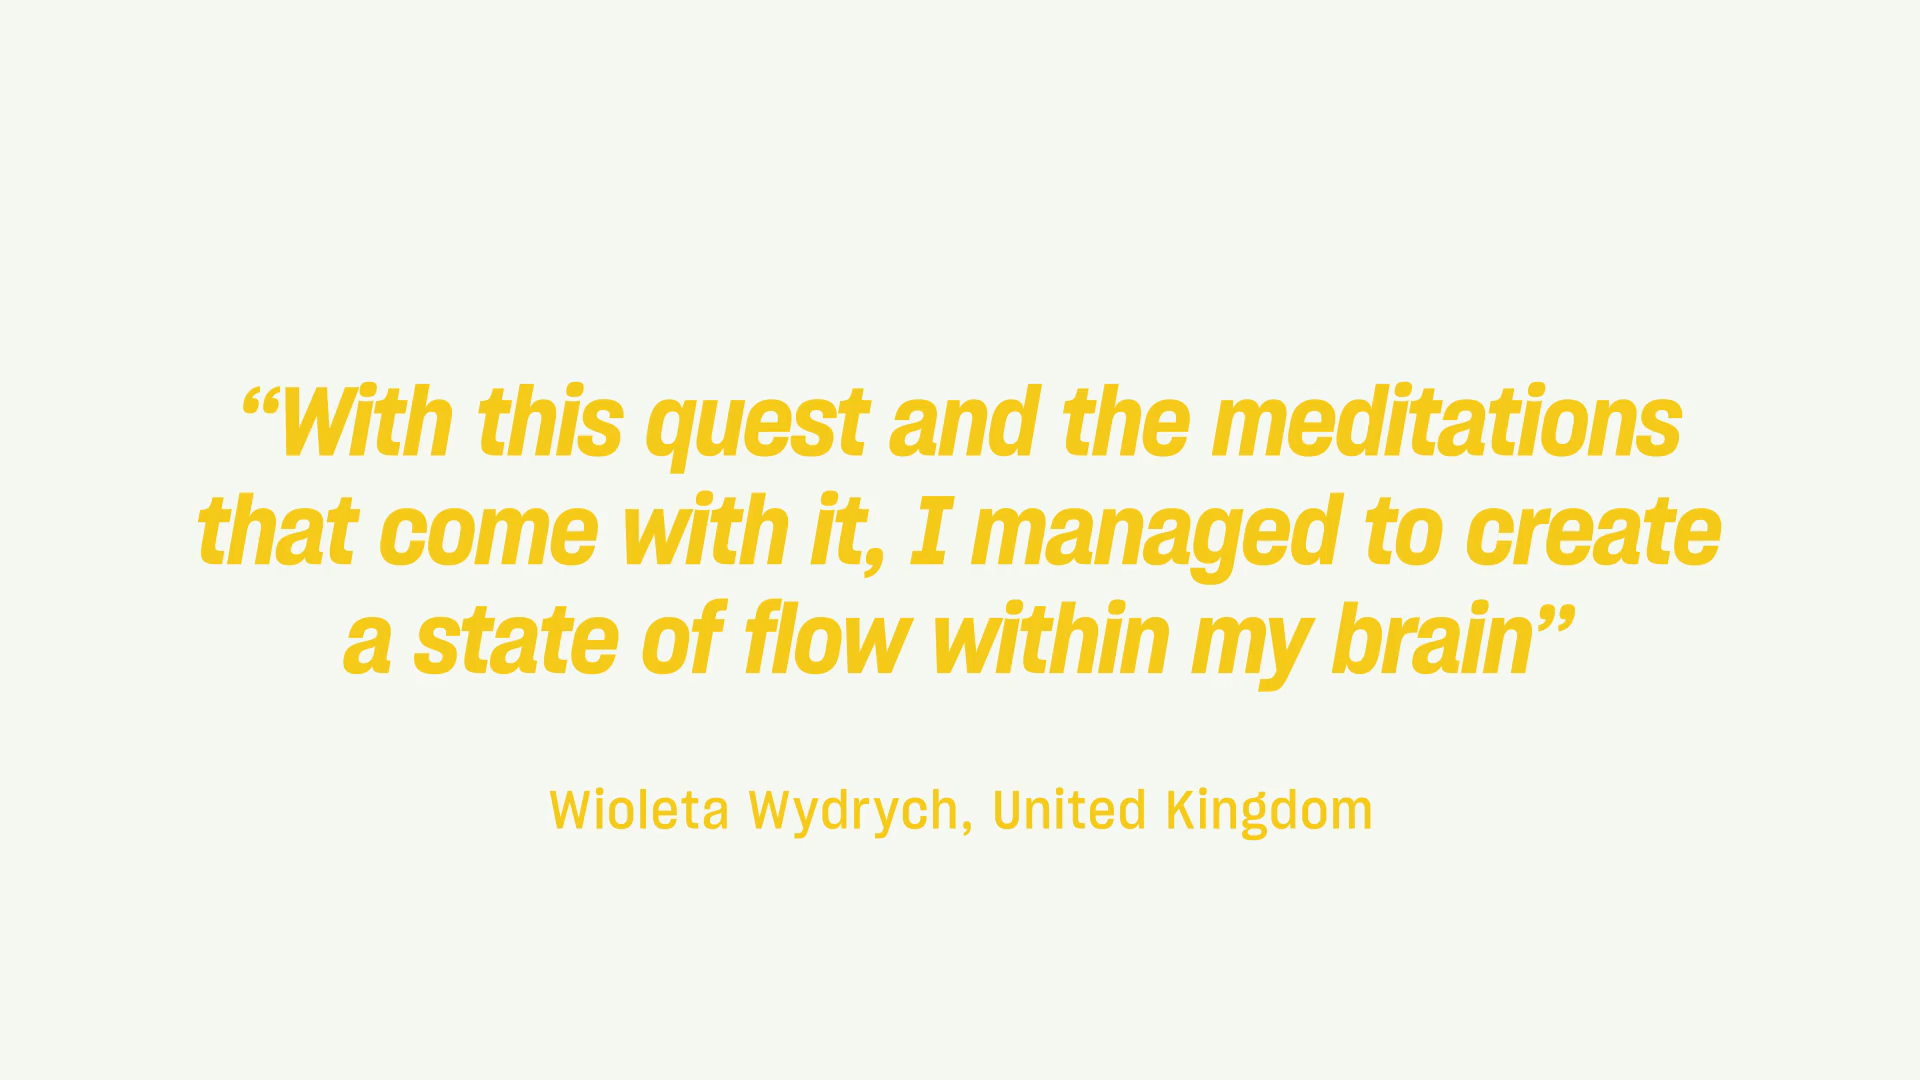 “With this quest and the meditations
that come with it, I managed to create
a state of flow within my brain”
Wioleta Wydrych, United Kingdom